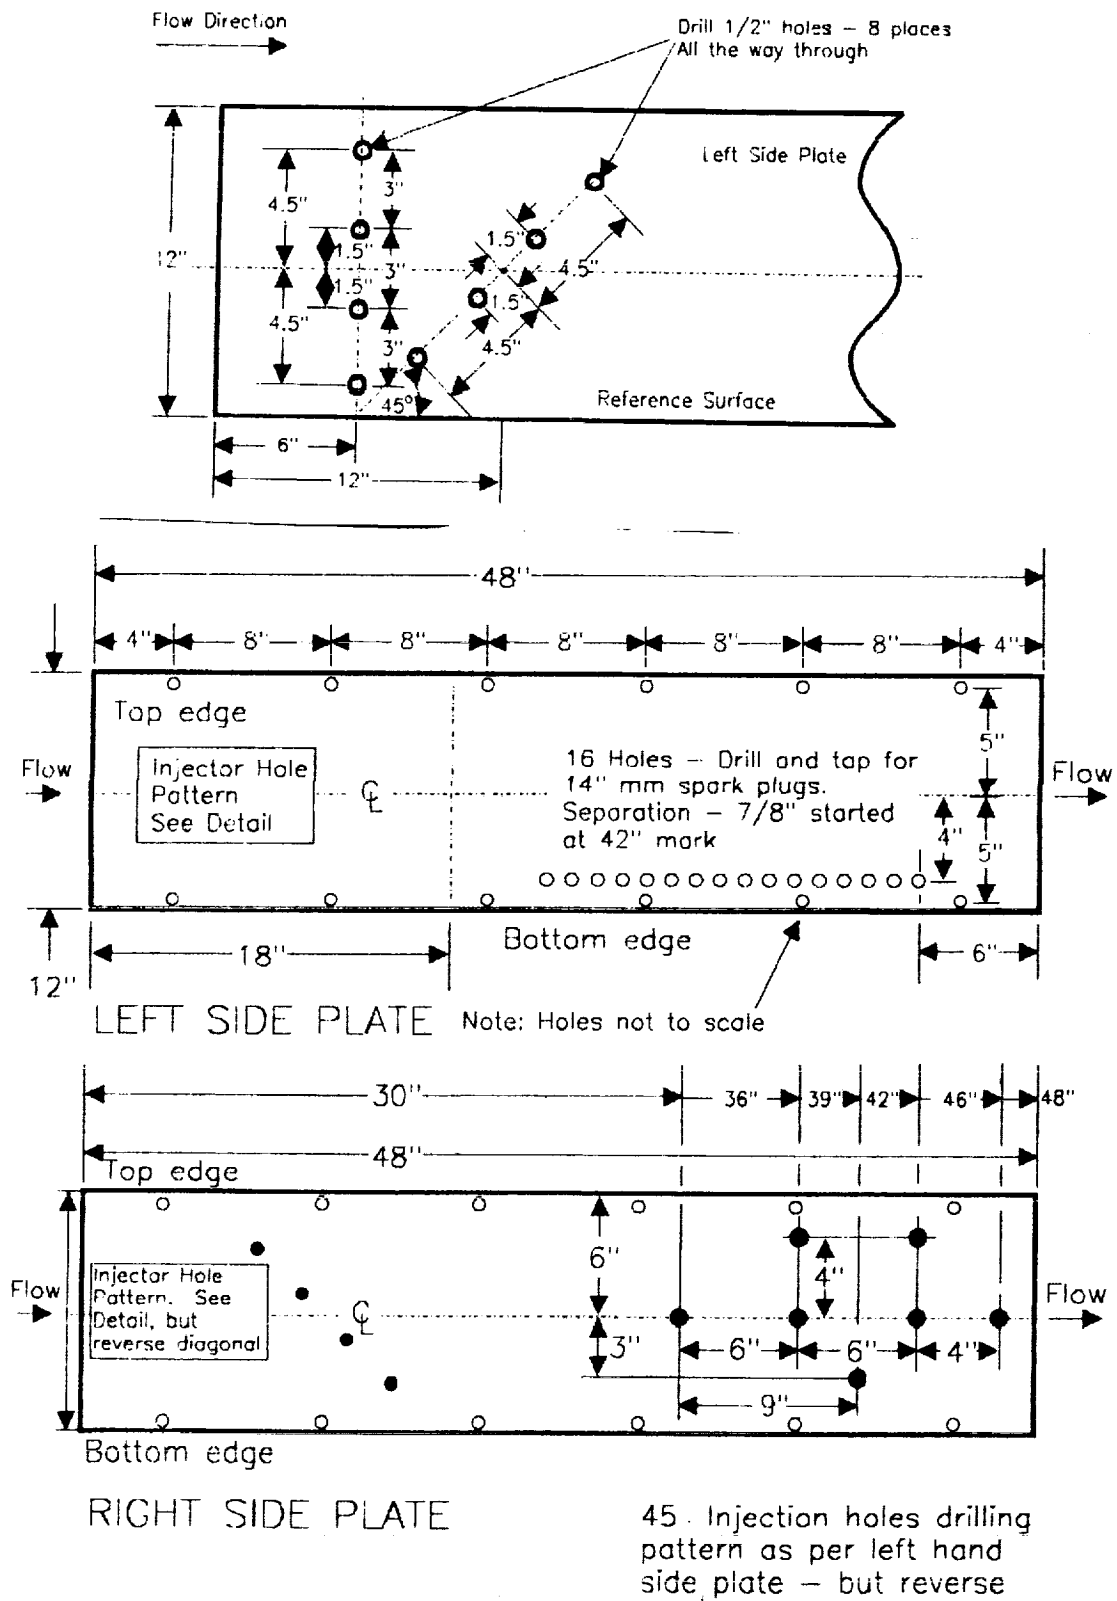 Flow Direction
Drill 1/2" holes – 8 places
All the way through
Left Side Plate
4.5"
3"
12"
1.5"
3"
1.5"
4.5"
3"
1.5"
4.5"
1.5"
4.5"
45°
Reference Surface
6"
12"
48"
4"
8"
8"
8"
8"
8"
4"
Top edge
Flow
Injector Hole
Pattern
See Detail
CL
16 Holes – Drill and tap for
14" mm spark plugs.
Separation – 7/8" started
at 42" mark
5"
4"
5"
Flow
18"
Bottom edge
6"
12"
LEFT SIDE PLATE
Note: Holes not to scale
30"
36"
39"
42"
46"
48"
48"
Top edge
Flow
Injector Hole
Pattern. See
Detail, but
reverse diagonal
CL
6"
4"
3"
6"
6"
4"
9"
Flow
Bottom edge
RIGHT SIDE PLATE
45 Injection holes drilling
pattern as per left hand
side plate – but reverse